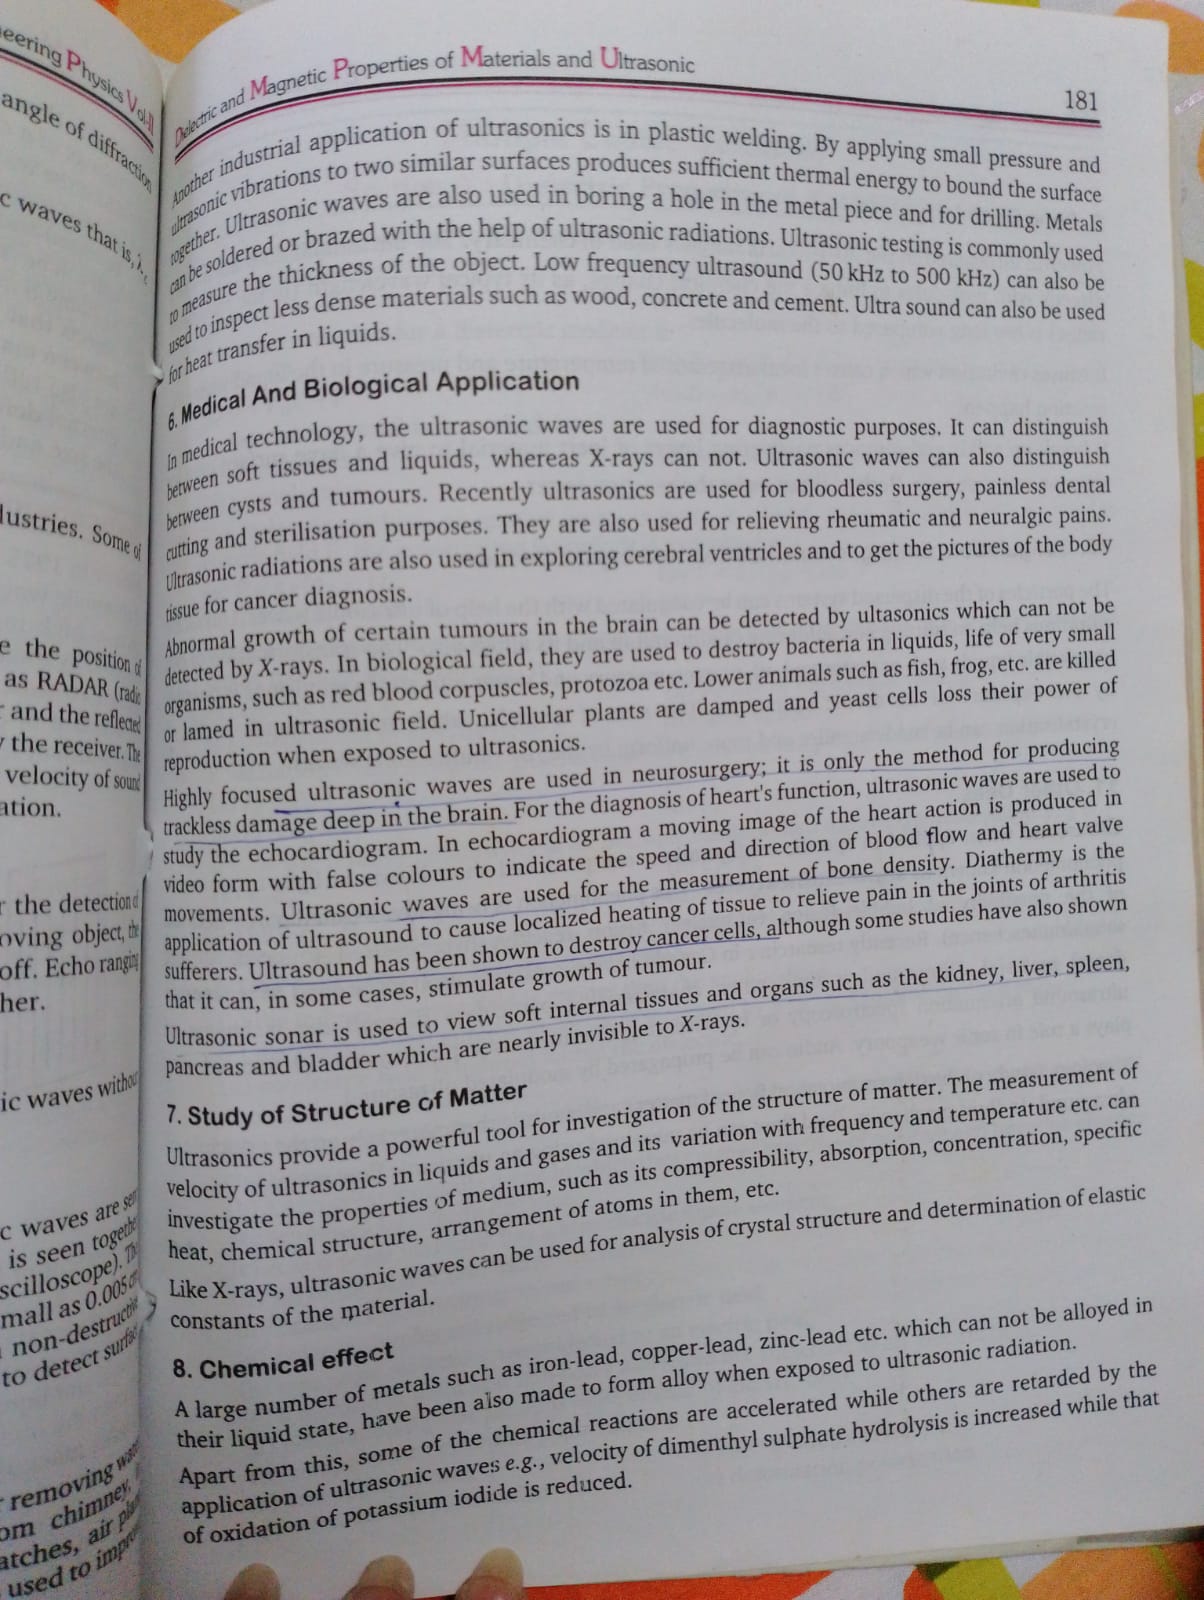 eering Physics Vol-II
angle of diffraction
c waves that is,
lustries. Some of
e the position of
as RADAR (radio
r and the reflected
y the receiver. The
velocity of sound
ation.
r the detection of
oving object, the
off. Echo ranging
her.
ic waves without
c waves are
is seen together
scilloscope). The
mall as 0.005
non-destructive
to detect
removing
om chimney,
atches, air
used to
Dielectric and Magnetic Properties of Materials and Ultrasonic
181
Another industrial application of ultrasonics is in plastic welding. By applying small pressure and
ultrasonic vibrations to two similar surfaces produces sufficient thermal energy to bound the surface
together. Ultrasonic waves are also used in boring a hole in the metal piece and for drilling. Metals
can be soldered or brazed with the help of ultrasonic radiations. Ultrasonic testing is commonly used
to measure the thickness of the object. Low frequency ultrasound (50 kHz to 500 kHz) can also be
used to inspect less dense materials such as wood, concrete and cement. Ultra sound can also be used
for heat transfer in liquids.
6. Medical And Biological Application
In medical technology, the ultrasonic waves are used for diagnostic purposes. It can distinguish
between soft tissues and liquids, whereas X-rays can not. Ultrasonic waves can also distinguish
between cysts and tumours. Recently ultrasonics are used for bloodless surgery, painless dental
cutting and sterilisation purposes. They are also used for relieving rheumatic and neuralgic pains.
Ultrasonic radiations are also used in exploring cerebral ventricles and to get the pictures of the body
tissue for cancer diagnosis.
Abnormal growth of certain tumours in the brain can be detected by ultasonics which can not be
detected by X-rays. In biological field, they are used to destroy bacteria in liquids, life of very small
organisms, such as red blood corpuscles, protozoa etc. Lower animals such as fish, frog, etc. are killed
or lamed in ultrasonic field. Unicellular plants are damped and yeast cells loss their power of
reproduction when exposed to ultrasonics.
Highly focused ultrasonic waves are used in neurosurgery; it is only the method for producing
trackless damage deep in the brain. For the diagnosis of heart's function, ultrasonic waves are used to
study the echocardiogram. In echocardiogram a moving image of the heart action is produced in
video form with false colours to indicate the speed and direction of blood flow and heart valve
movements. Ultrasonic waves are used for the measurement of bone density. Diathermy is the
application of ultrasound to cause localized heating of tissue to relieve pain in the joints of arthritis
sufferers. Ultrasound has been shown to destroy cancer cells, although some studies have also shown
that it can, in some cases, stimulate growth of tumour.
Ultrasonic sonar is used to view soft internal tissues and organs such as the kidney, liver, spleen,
pancreas and bladder which are nearly invisible to X-rays.
7. Study of Structure of Matter
Ultrasonics provide a powerful tool for investigation of the structure of matter. The measurement of
velocity of ultrasonics in liquids and gases and its variation with frequency and temperature etc. can
investigate the properties of medium, such as its compressibility, absorption, concentration, specific
heat, chemical structure, arrangement of atoms in them, etc.
Like X-rays, ultrasonic waves can be used for analysis of crystal structure and determination of elastic
constants of the material.
8. Chemical effect
A large number of metals such as iron-lead, copper-lead, zinc-lead etc. which can not be alloyed in
their liquid state, have been also made to form alloy when exposed to ultrasonic radiation.
Apart from this, some of the chemical reactions are accelerated while others are retarded by the
application of ultrasonic waves e.g., velocity of dimenthyl sulphate hydrolysis is increased while that
of oxidation of potassium iodide is reduced.